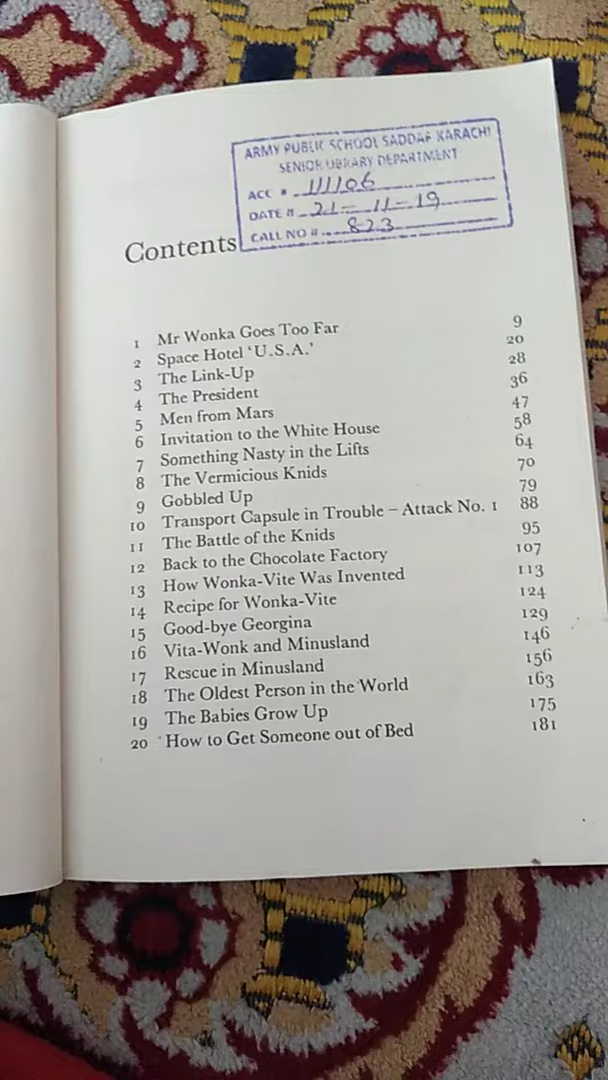 ARMY PUBLIC SCHOOL SADDAR KARACHI
SENIOR LIBRARY DEPARTMENT
ACC # 111106
DATE # 21-11-19
CALL NO # 823
Contents
1 Mr Wonka Goes Too Far 9
2 Space Hotel ‘U.S.A.’ 20
3 The Link-Up 28
4 The President 36
5 Men from Mars 47
6 Invitation to the White House 58
7 Something Nasty in the Lifts 64
8 The Vermicious Knids 70
9 Gobbled Up 79
10 Transport Capsule in Trouble – Attack No. 1 88
11 The Battle of the Knids 95
12 Back to the Chocolate Factory 107
13 How Wonka-Vite Was Invented 113
14 Recipe for Wonka-Vite 124
15 Good-bye Georgina 129
16 Vita-Wonk and Minusland 146
17 Rescue in Minusland 156
18 The Oldest Person in the World 163
19 The Babies Grow Up 175
20 How to Get Someone out of Bed 181